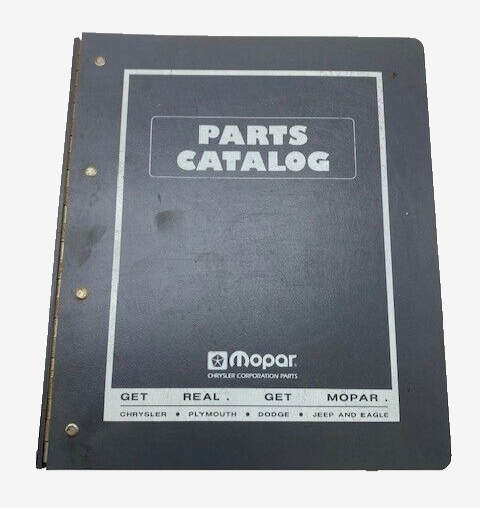 PARTS
CATALOG
Mopar
CHRYSLER CORPORATION PARTS
GET REAL. GET MOPAR.
CHRYSLER • PLYMOUTH • DODGE • JEEP AND EAGLE